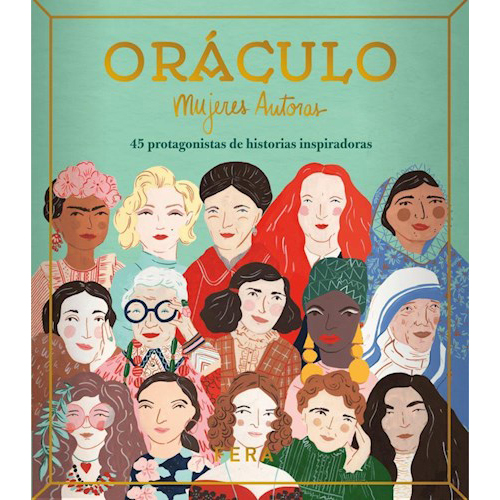 ORÁCULO
Mujeres Autoras
45 protagonistas de historias inspiradoras
FERA